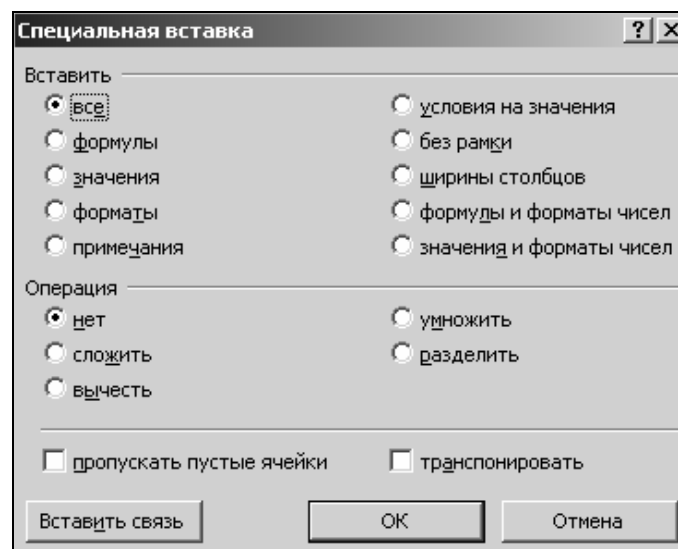 Специальная вставка
Вставить
все
условия на значения
формулы
без рамки
значения
ширины столбцов
форматы
формулы и форматы чисел
примечания
значения и форматы чисел
Операция
нет
умножить
сложить
разделить
вычесть
пропускать пустые ячейки
транспонировать
Вставить связь
ОК
Отмена